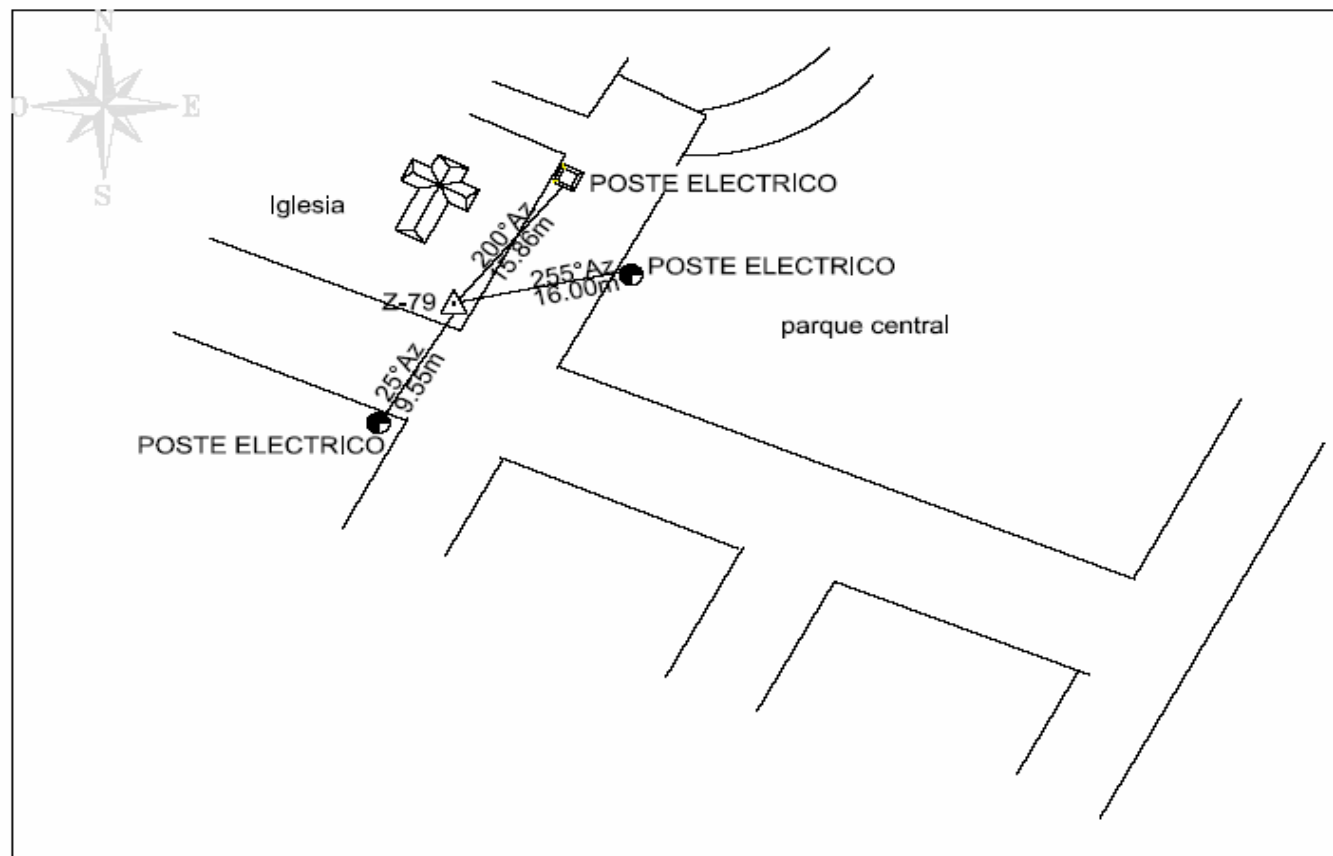 N
O
E
S
Iglesia
POSTE ELECTRICO
200°Az
15.86m
POSTE ELECTRICO
255°Az
16.00m
Z-79
parque central
25°Az
9.55m
POSTE ELECTRICO